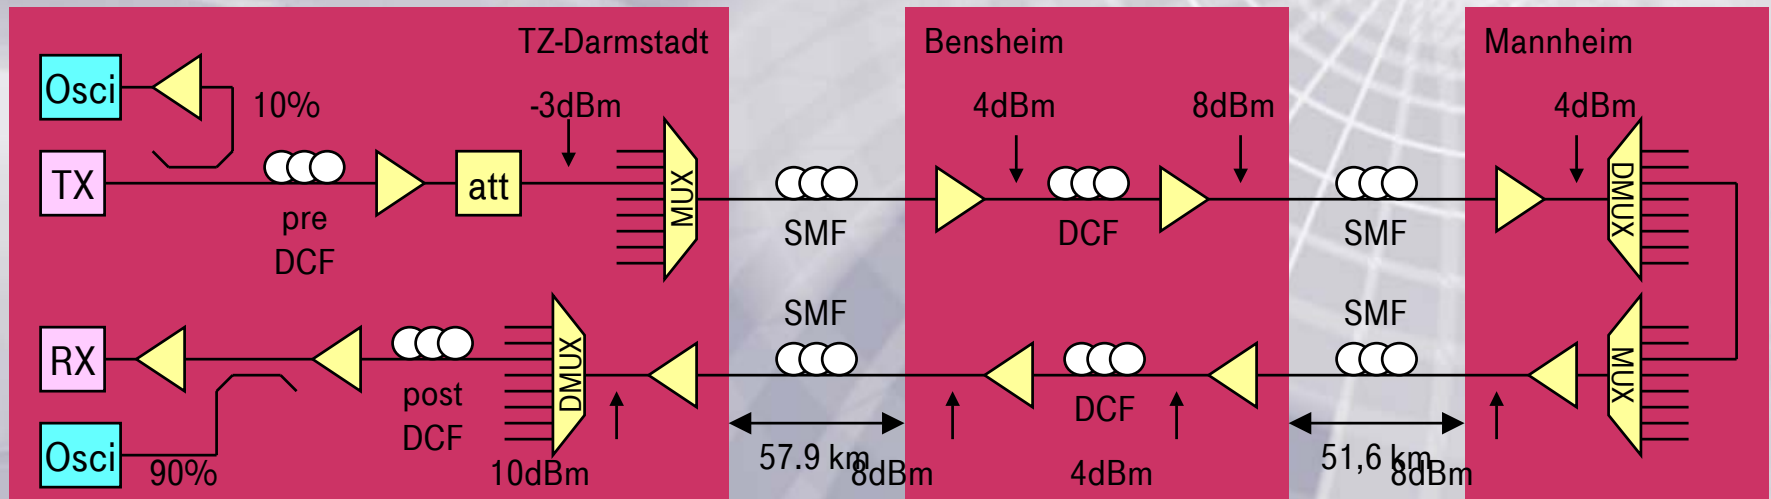 TZ-Darmstadt
Bensheim
Mannheim
Osci
10%
-3dBm
4dBm
8dBm
4dBm
TX
att
MUX
DMUX
pre
DCF
SMF
DCF
SMF
SMF
SMF
RX
DMUX
MUX
post
DCF
DCF
Osci
90%
10dBm
57.9 km
8dBm
4dBm
51,6 km
8dBm